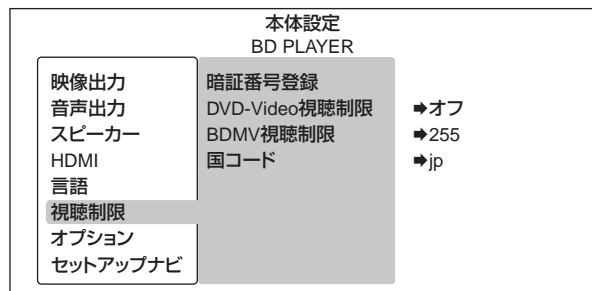 本体設定
BD PLAYER
映像出力
音声出力
スピーカー
HDMI
言語
視聴制限
オプション
セットアップナビ
暗証番号登録
DVD-Video視聴制限 ➡オフ
BDMV視聴制限 ➡255
国コード ➡jp